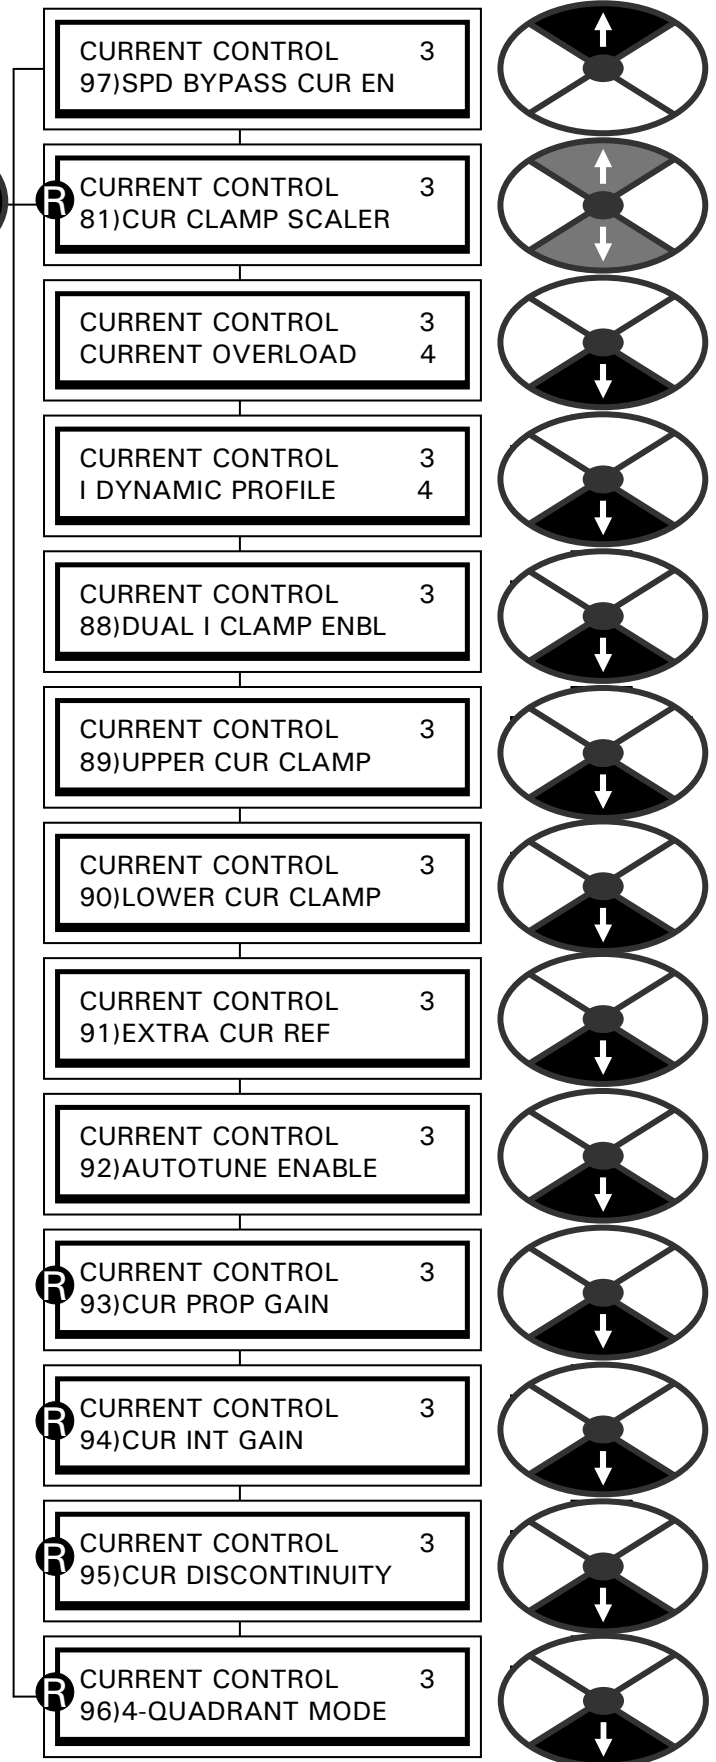 CURRENT CONTROL 3
97)SPD BYPASS CUR EN
R CURRENT CONTROL 3
81)CUR CLAMP SCALER
CURRENT CONTROL 3
CURRENT OVERLOAD 4
CURRENT CONTROL 3
I DYNAMIC PROFILE 4
CURRENT CONTROL 3
88)DUAL I CLAMP ENBL
CURRENT CONTROL 3
89)UPPER CUR CLAMP
CURRENT CONTROL 3
90)LOWER CUR CLAMP
CURRENT CONTROL 3
91)EXTRA CUR REF
CURRENT CONTROL 3
92)AUTOTUNE ENABLE
R CURRENT CONTROL 3
93)CUR PROP GAIN
R CURRENT CONTROL 3
94)CUR INT GAIN
R CURRENT CONTROL 3
95)CUR DISCONTINUITY
R CURRENT CONTROL 3
96)4-QUADRANT MODE